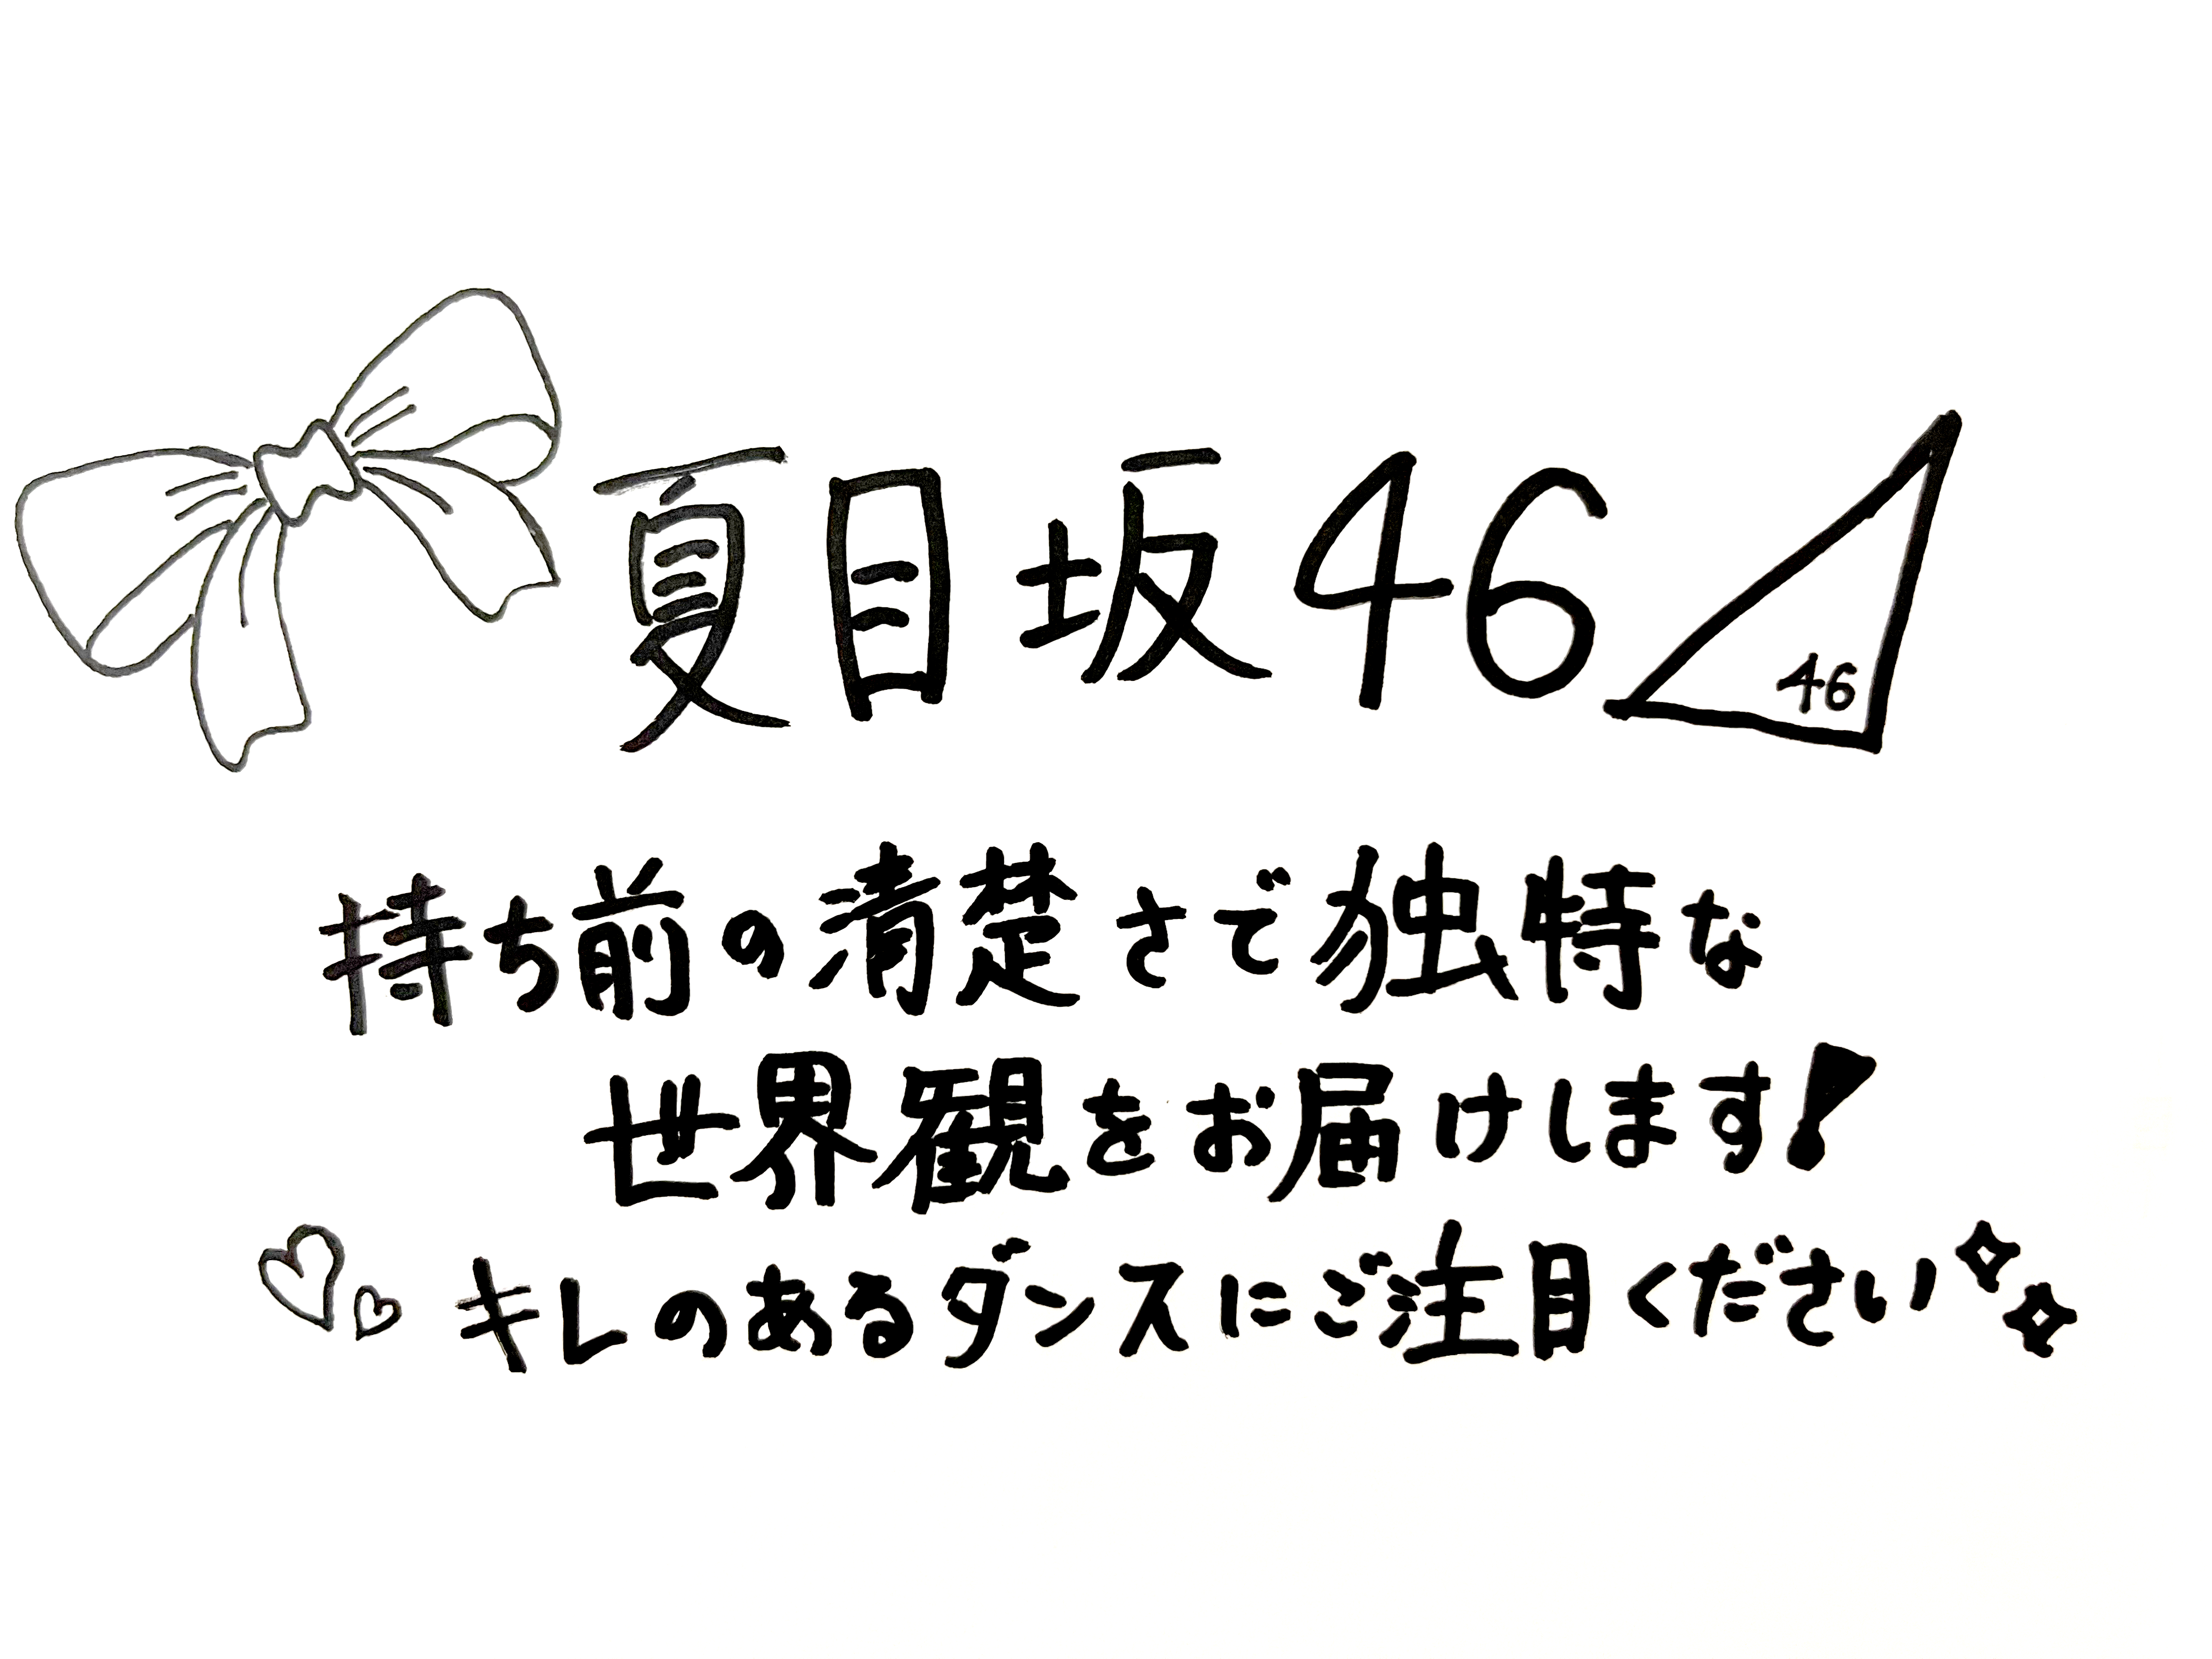 夏目坂46
46
持ち前の清楚さで独特な
世界観をお届けします!
キレのあるダンスにご注目ください